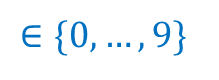 ∈ {0, ..., 9}